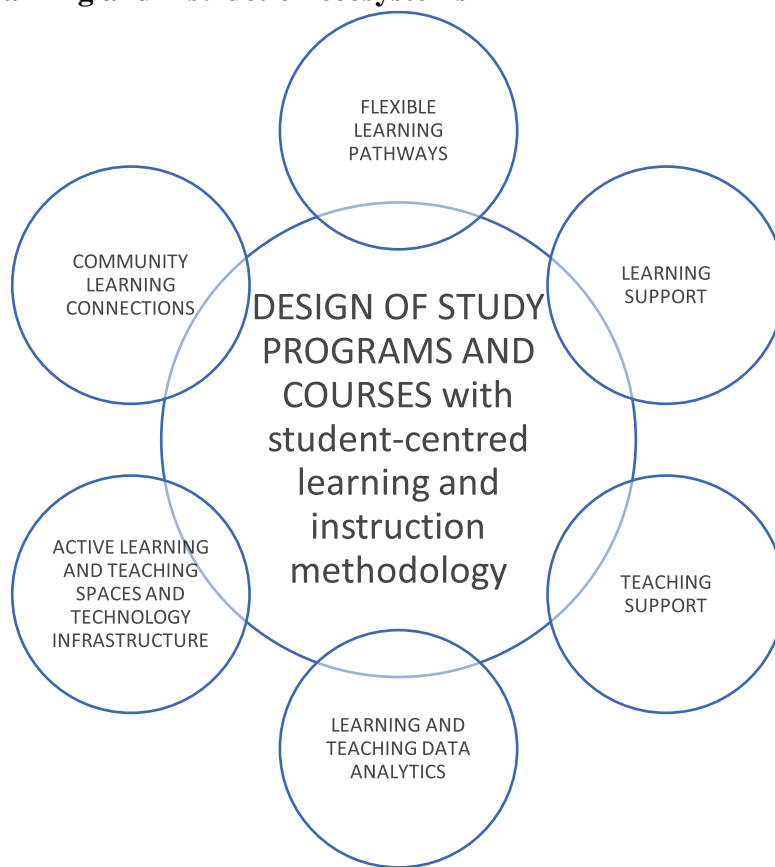 FLEXIBLE
LEARNING
PATHWAYS
COMMUNITY
LEARNING
CONNECTIONS
LEARNING
SUPPORT
DESIGN OF STUDY
PROGRAMS AND
COURSES with
student-centred
learning and
instruction
methodology
ACTIVE LEARNING
AND TEACHING
SPACES AND
TECHNOLOGY
INFRASTRUCTURE
TEACHING
SUPPORT
LEARNING AND
TEACHING DATA
ANALYTICS